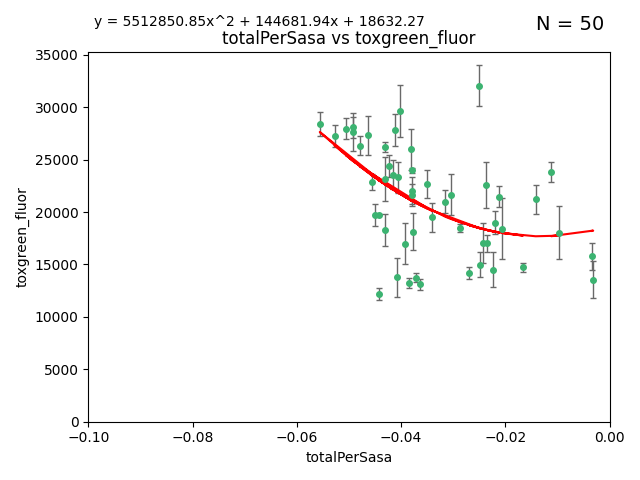 y = 5512850.85x^2 + 144681.94x + 18632.27
N = 50
totalPerSasa vs toxgreen_fluor
35000
30000
25000
20000
15000
10000
5000
0
toxgreen_fluor
−0.10
−0.08
−0.06
−0.04
−0.02
0.00
totalPerSasa